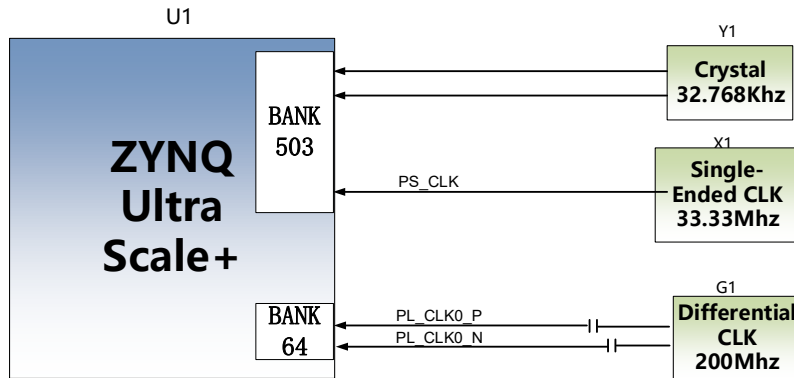 U1
ZYNQ
Ultra
Scale+
BANK
503
BANK
64
PS_CLK
PL_CLK0_P
PL_CLK0_N
Y1
Crystal
32.768Khz
X1
Single-
Ended CLK
33.33Mhz
G1
Differential
CLK
200Mhz